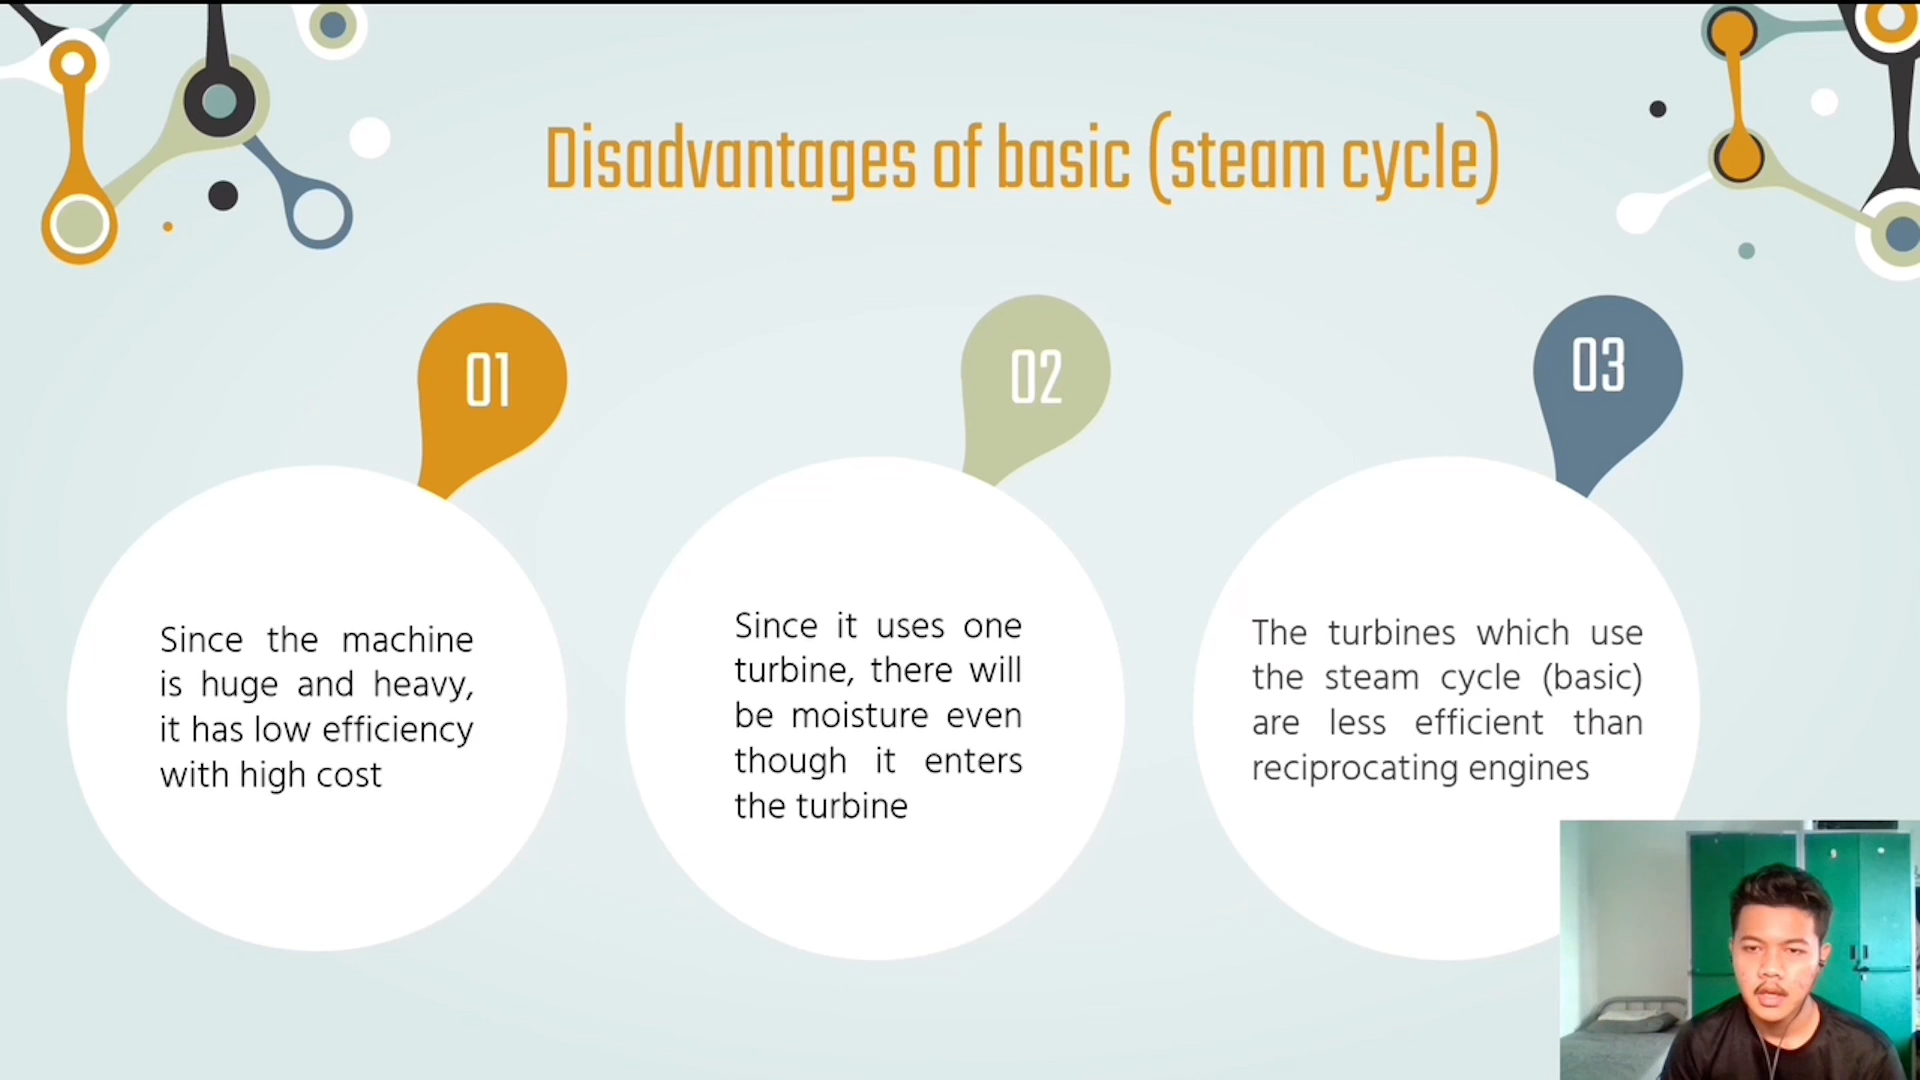 Disadvantages of basic (steam cycle)
01
Since the machine
is huge and heavy,
it has low efficiency
with high cost
02
Since it uses one
turbine, there will
be moisture even
though it enters
the turbine
03
The turbines which use
the steam cycle (basic)
are less efficient than
reciprocating engines